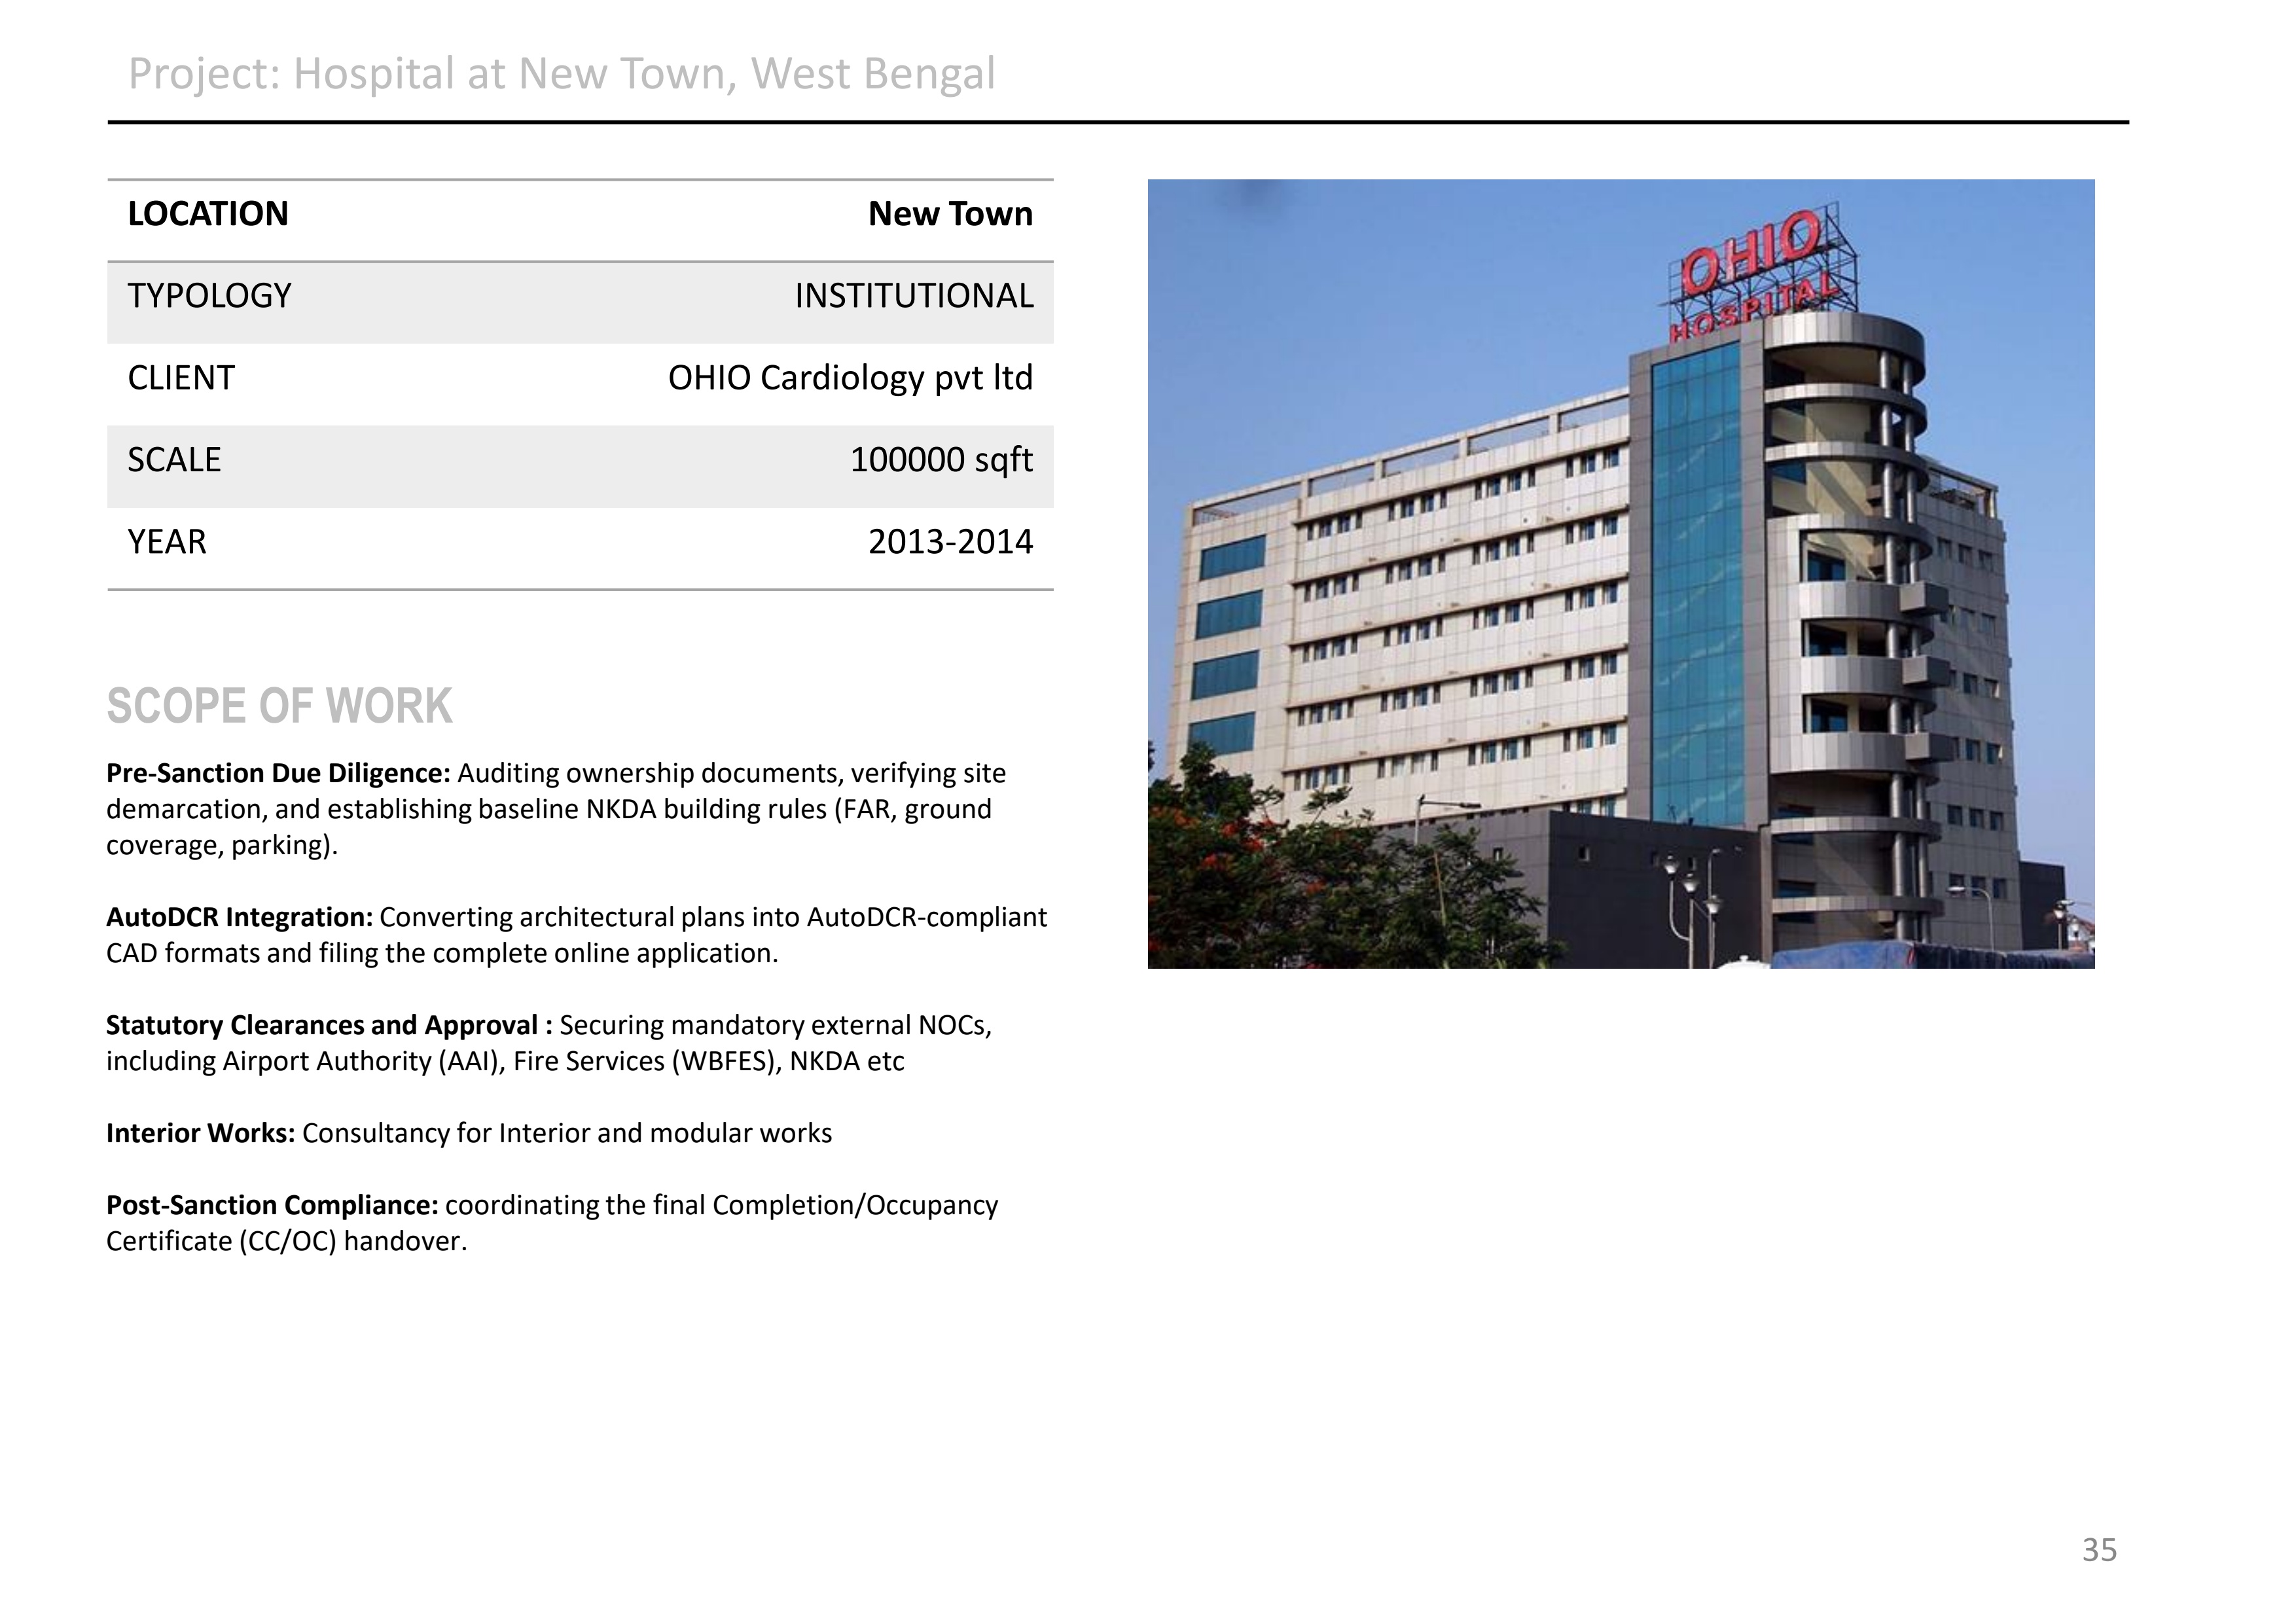 Project: Hospital at New Town, West Bengal
LOCATION New Town
TYPOLOGY INSTITUTIONAL
CLIENT OHIO Cardiology pvt ltd
SCALE 100000 sqft
YEAR 2013-2014
SCOPE OF WORK
Pre-Sanction Due Diligence: Auditing ownership documents, verifying site
demarcation, and establishing baseline NKDA building rules (FAR, ground
coverage, parking).
AutoDCR Integration: Converting architectural plans into AutoDCR-compliant
CAD formats and filing the complete online application.
Statutory Clearances and Approval : Securing mandatory external NOCs,
including Airport Authority (AAI), Fire Services (WBFES), NKDA etc
Interior Works: Consultancy for Interior and modular works
Post-Sanction Compliance: coordinating the final Completion/Occupancy
Certificate (CC/OC) handover.
OHIO
HOSPITAL
35